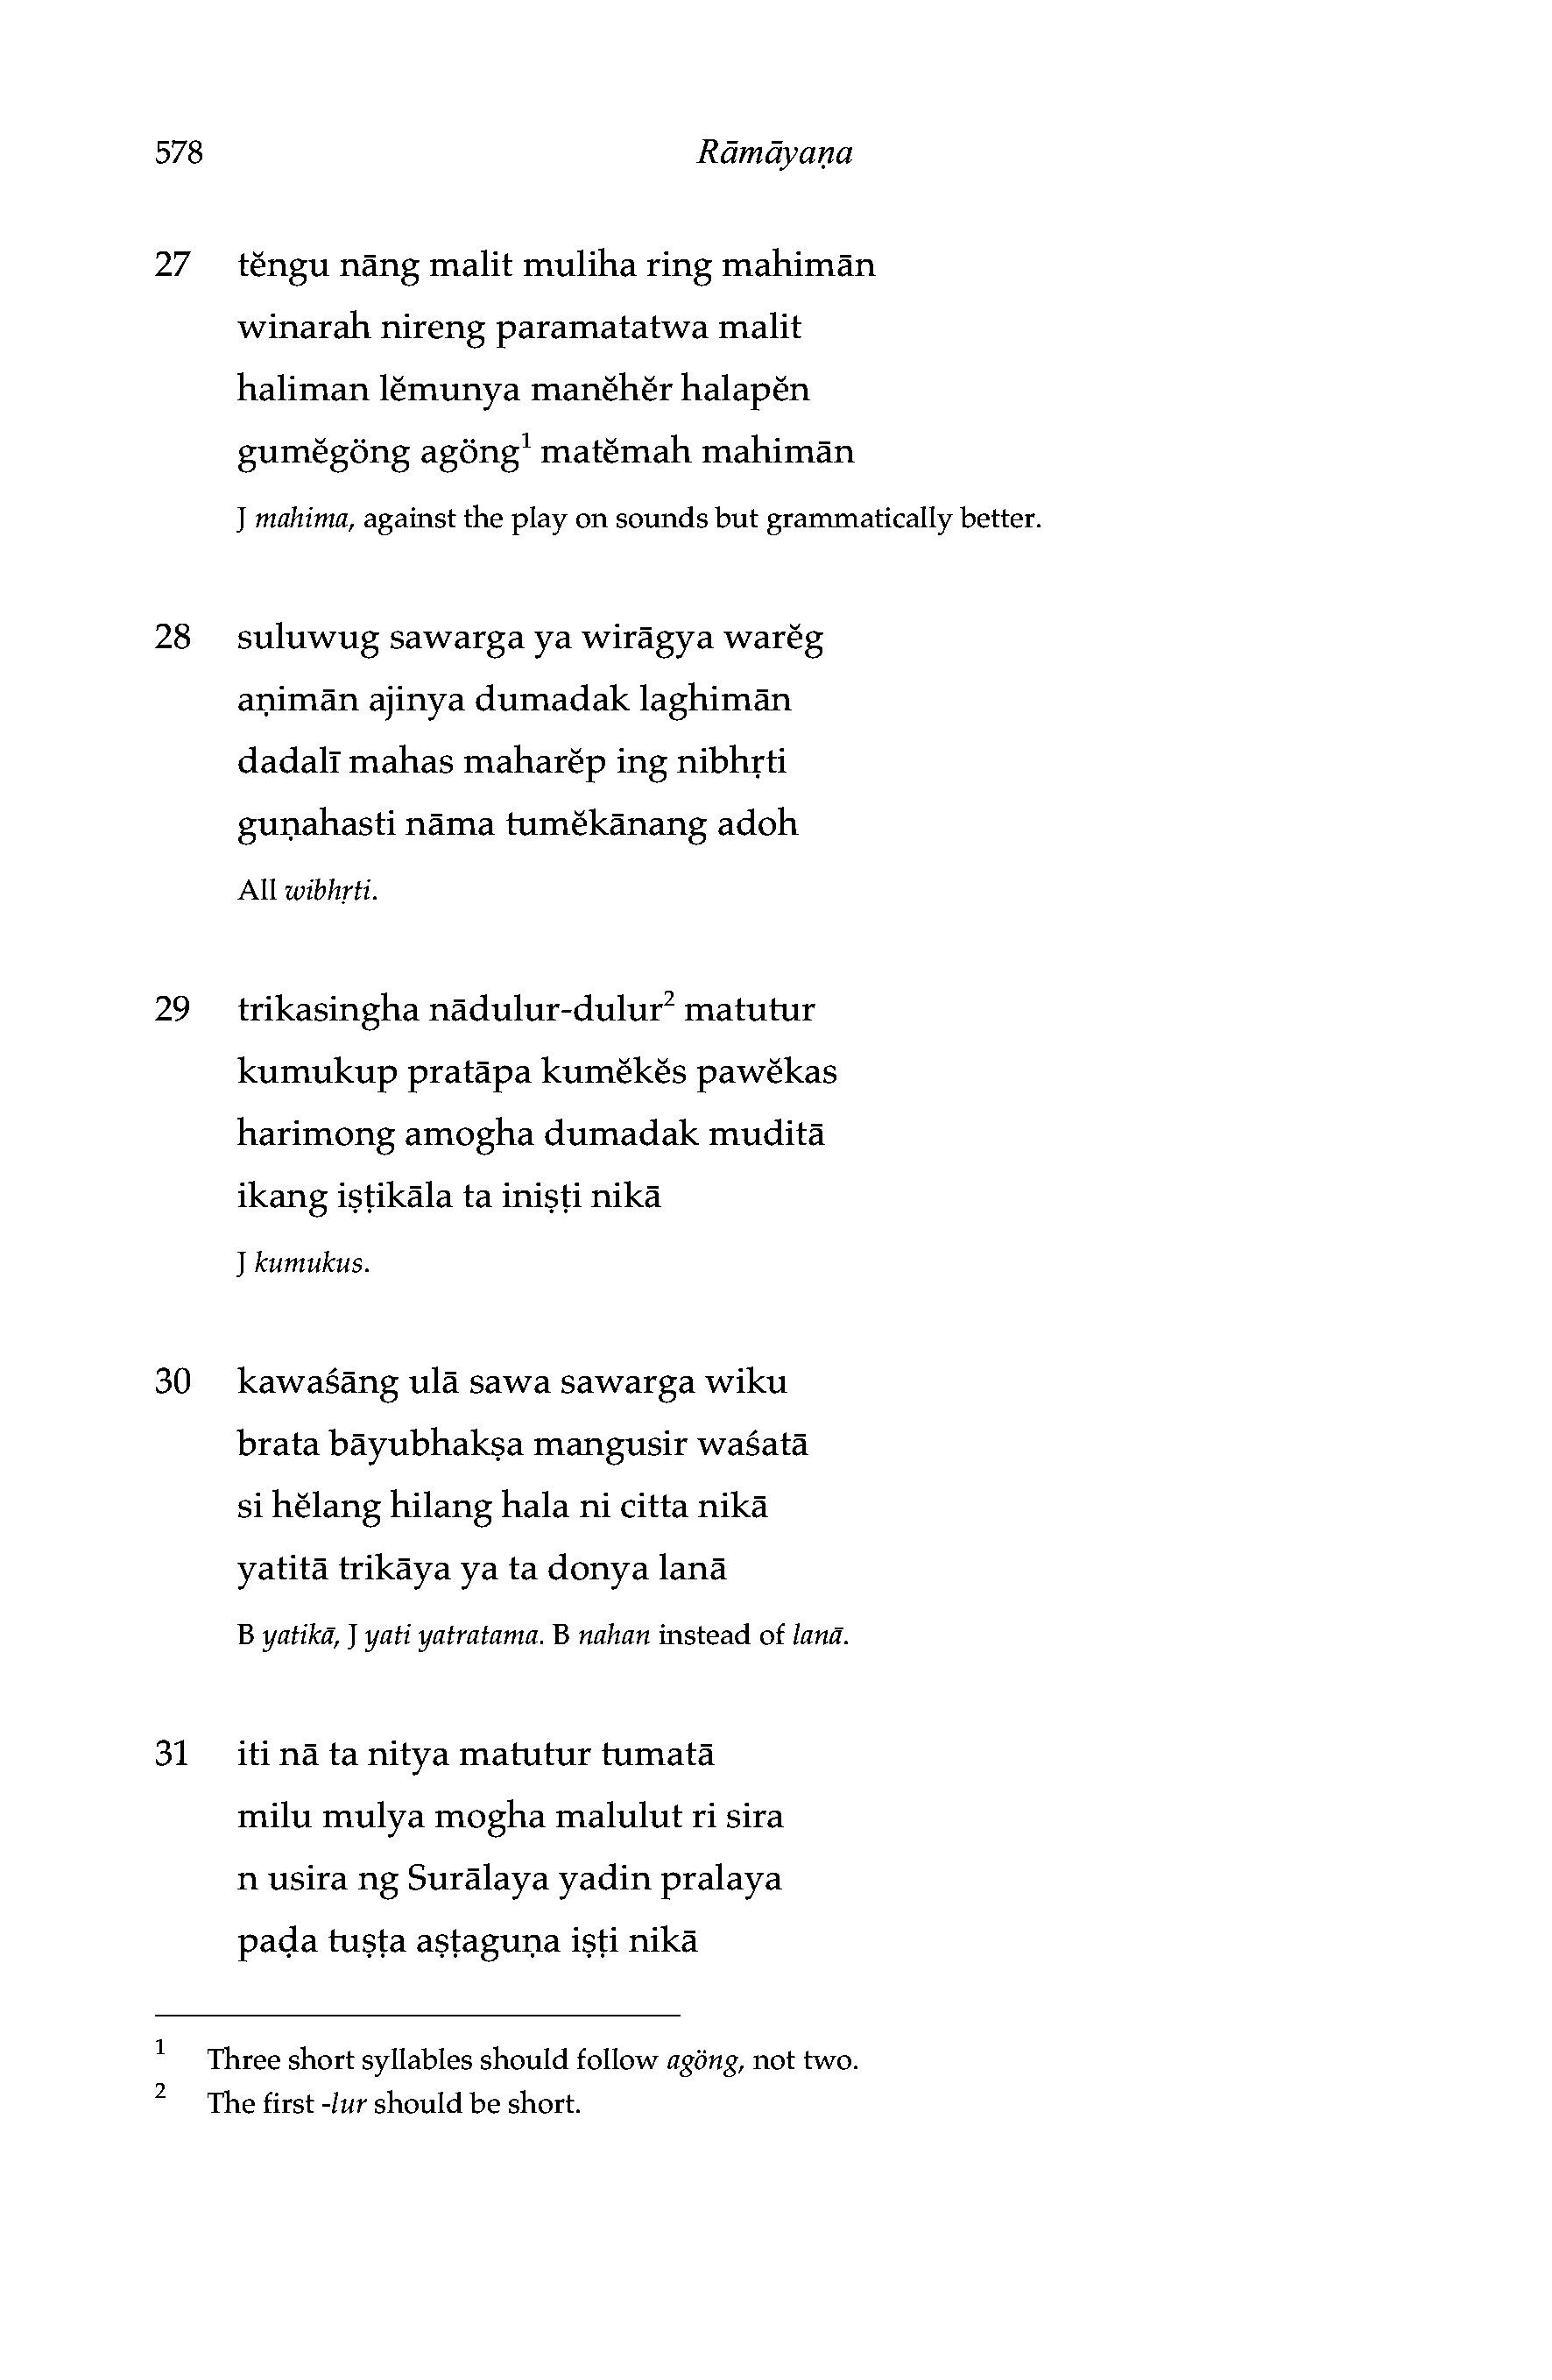 578 Rāmāyaṇa
27 tĕngu nāng malit muliha ring mahimān
winarah nireng paramatatwa malit
haliman lĕmunya manĕhĕr halapĕn
gumĕgöng agöng¹ matĕmah mahimān
J mahima, against the play on sounds but grammatically better.
28 suluwug sawarga ya wirāgya warĕg
aṇimān ajinya dumadak laghimān
dadalī mahas maharĕp ing nibhṛti
guṇahasti nāma tumĕkānang adoh
All wibhṛti.
29 trikasingha nādulur-dulur² matutur
kumukup pratāpa kumĕkĕs pawĕkas
harimong amogha dumadak muditā
ikang iṣṭikāla ta iniṣṭi nikā
J kumukus.
30 kawaśāng ulā sawa sawarga wiku
brata bāyubhakṣa mangusir waśatā
si hĕlang hilang hala ni citta nikā
yatitā trikāya ya ta donya lanā
B yatikā, J yati yatratama. B nahan instead of lanā.
31 iti nā ta nitya matutur tumatā
milu mulya mogha malulut ri sira
n usira ng Surālaya yadin pralaya
paḍa tuṣṭa aṣṭaguṇa iṣṭi nikā
¹ Three short syllables should follow agöng, not two.
² The first -lur should be short.